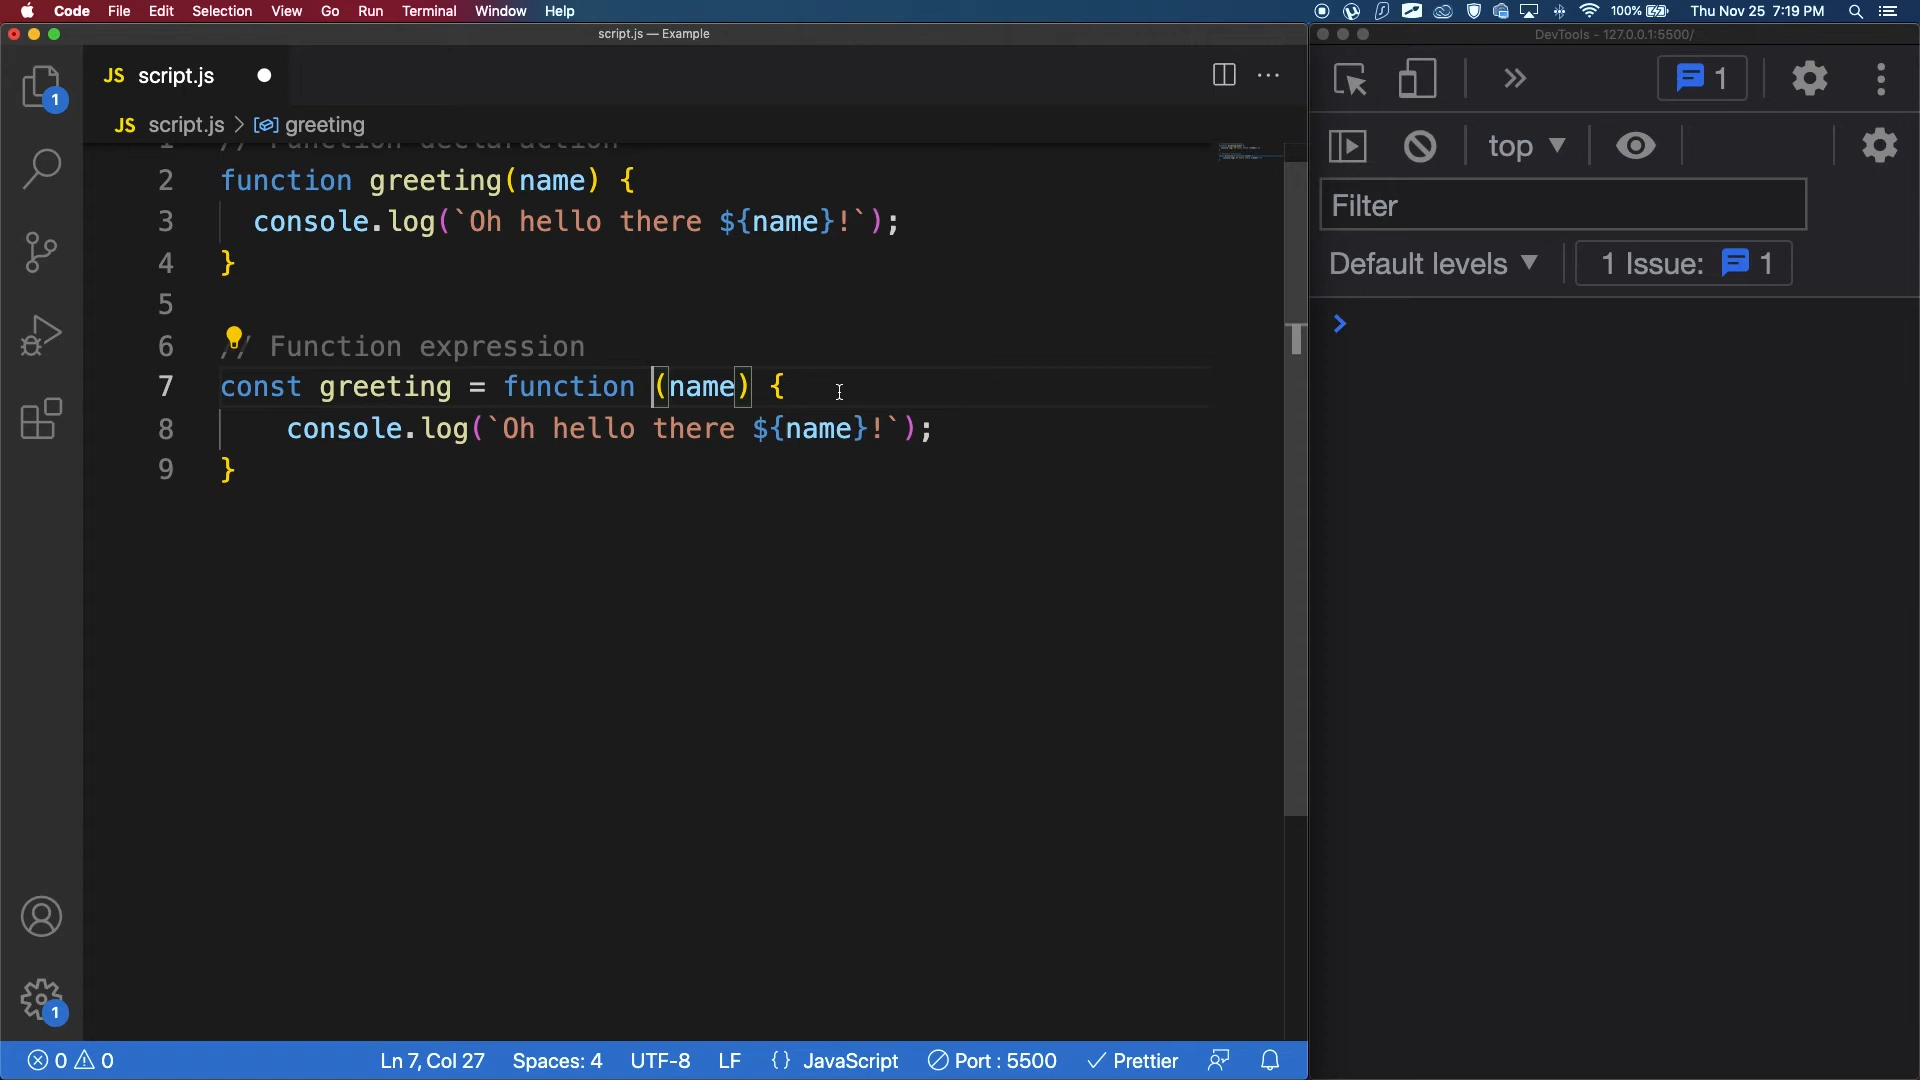 Code File Edit Selection View Go Run Terminal Window Help 100% Thu Nov 25 7:19 PM
script.js — Example
DevTools - 127.0.0.1:5500/
JS script.js
1
1
JS script.js > greeting
top
2 function greeting(name) {
3 console.log(`Oh hello there ${name}!`);
4 }
5
6 // Function expression
7 const greeting = function (name) {
8 console.log(`Oh hello there ${name}!`);
9 }
Filter
Default levels 1 Issue: 1
>
1
0 0 Ln 7, Col 27 Spaces: 4 UTF-8 LF {} JavaScript Port : 5500 Prettier